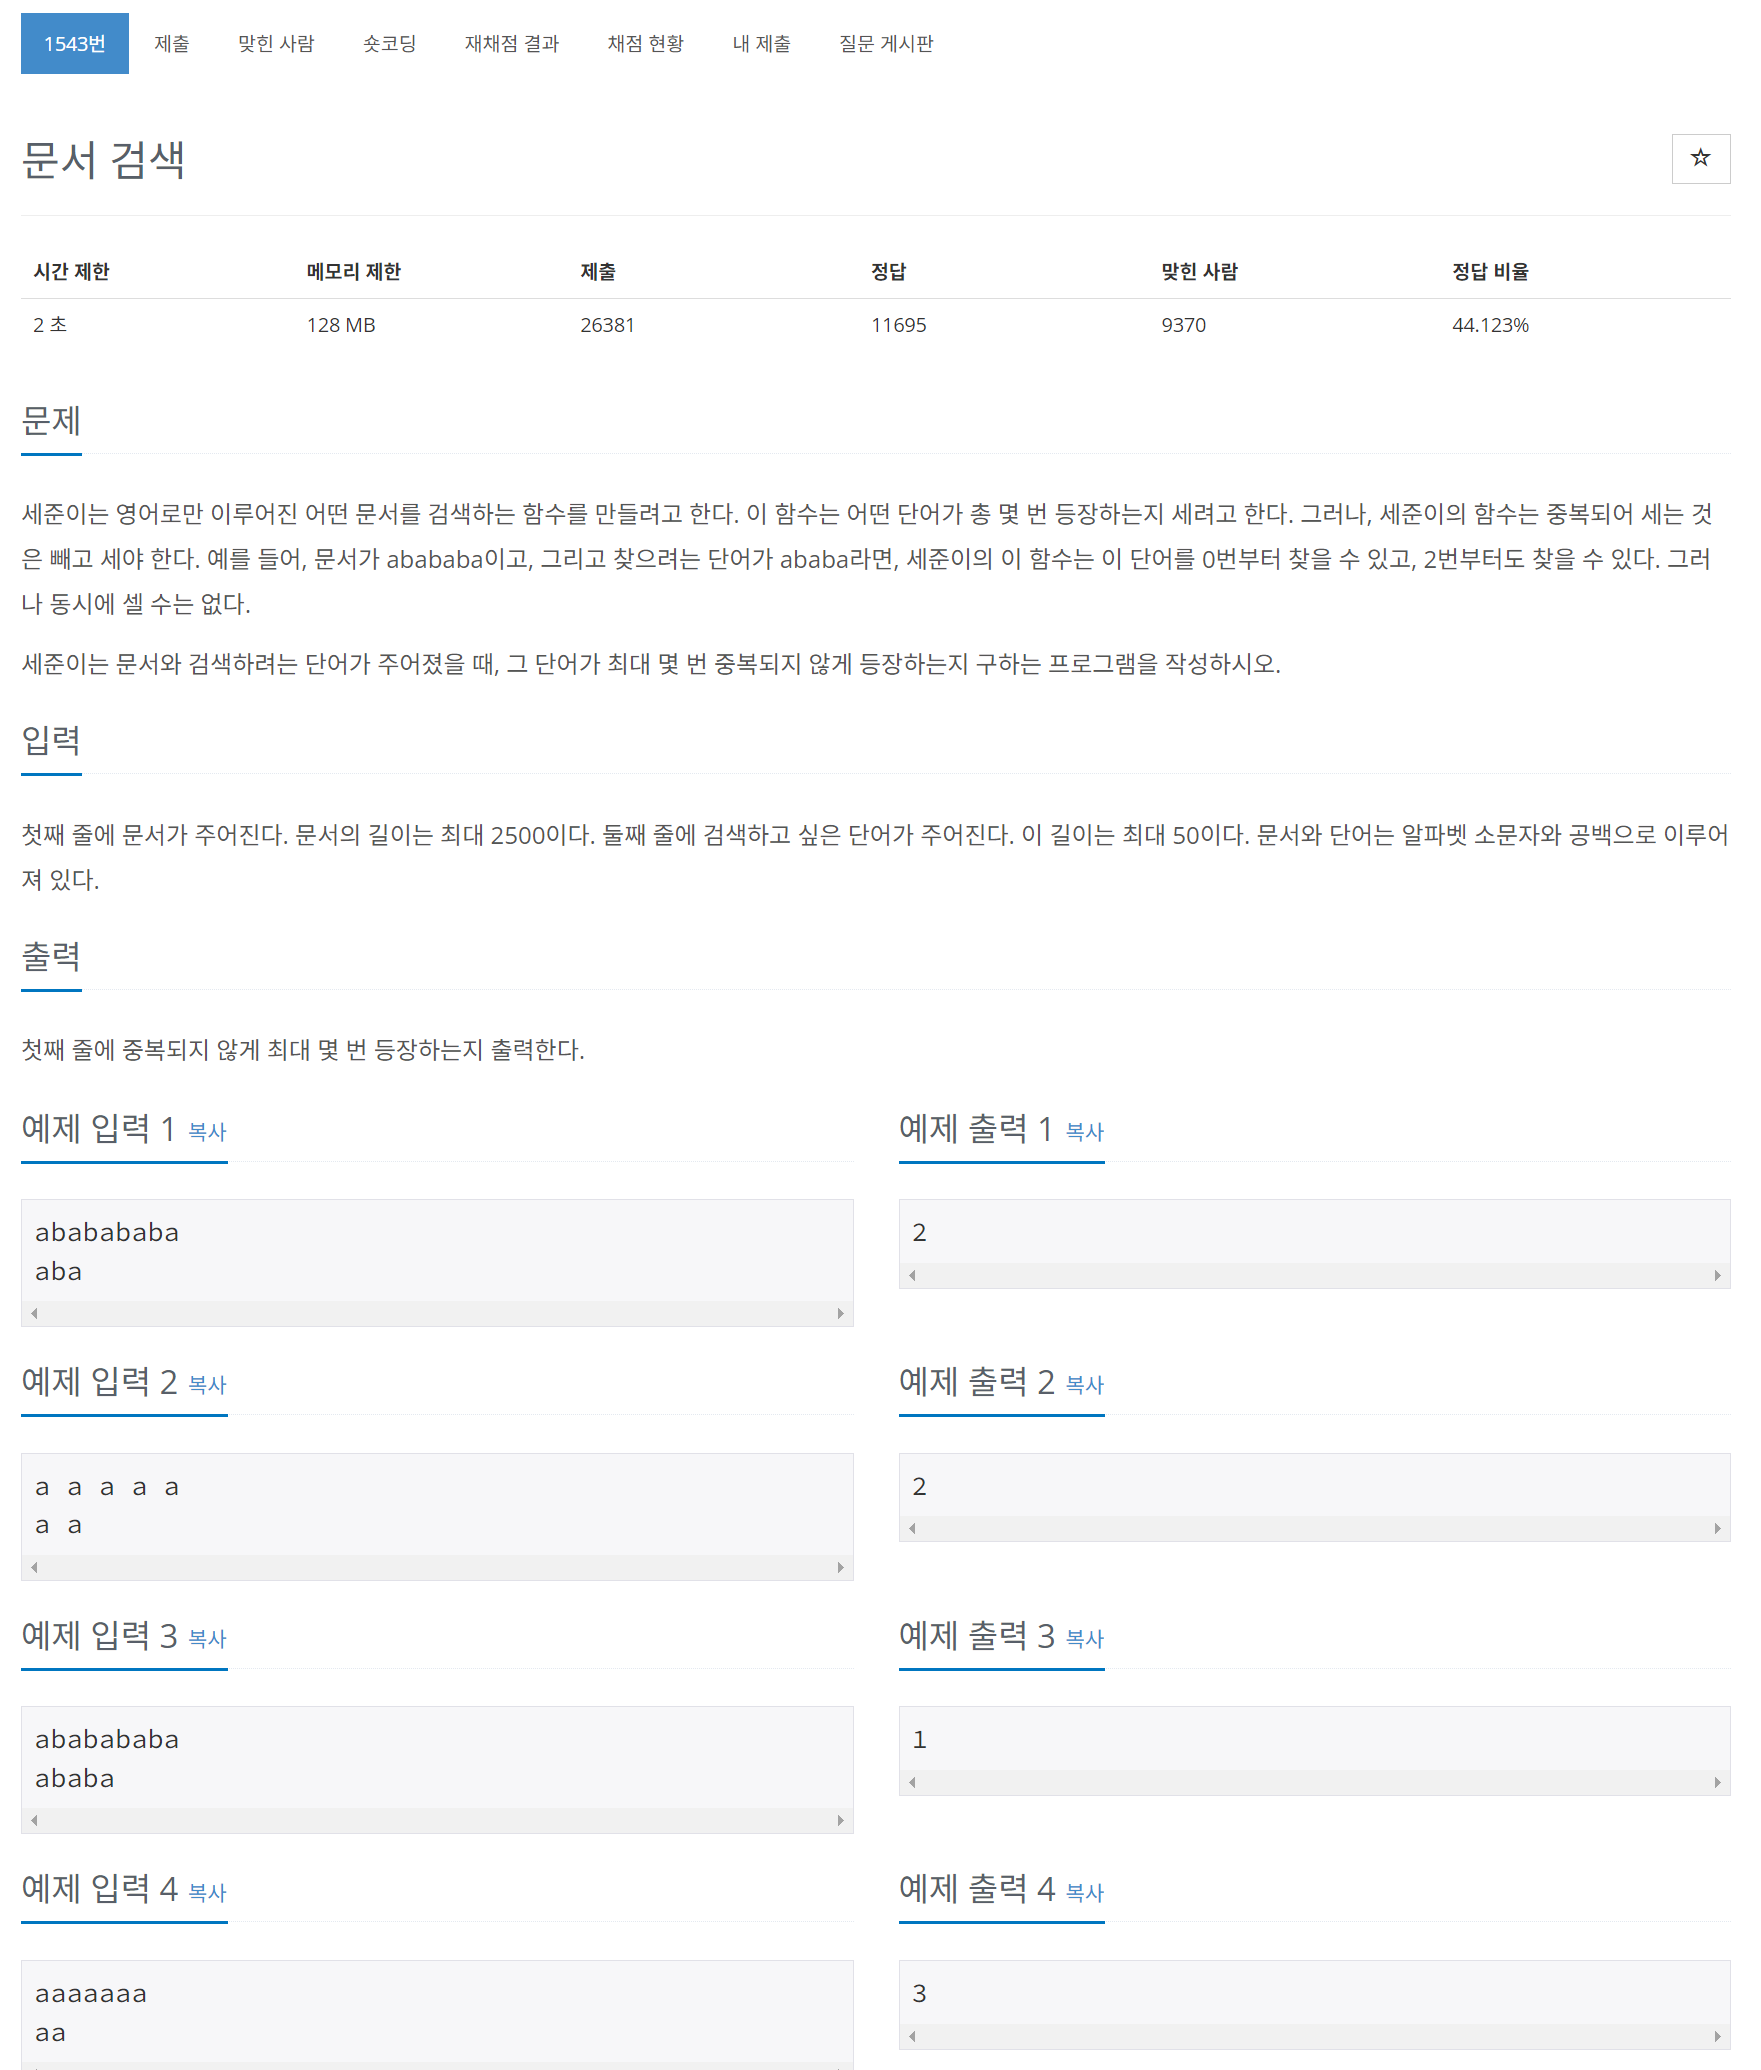 1543번 제출 맞힌 사람 숏코딩 재채점 결과 채점 현황 내 제출 질문 게시판
문서 검색
시간 제한 메모리 제한 제출 정답 맞힌 사람 정답 비율
2 초 128 MB 26381 11695 9370 44.123%
문제
세준이는 영어로만 이루어진 어떤 문서를 검색하는 함수를 만들려고 한다. 이 함수는 어떤 단어가 총 몇 번 등장하는지 세려고 한다. 그러나, 세준이의 함수는 중복되어 세는 것
은 빼고 세야 한다. 예를 들어, 문서가 abababa이고, 그리고 찾으려는 단어가 ababa라면, 세준이의 이 함수는 이 단어를 0번부터 찾을 수 있고, 2번부터도 찾을 수 있다. 그러
나 동시에 셀 수는 없다.
세준이는 문서와 검색하려는 단어가 주어졌을 때, 그 단어가 최대 몇 번 중복되지 않게 등장하는지 구하는 프로그램을 작성하시오.
입력
첫째 줄에 문서가 주어진다. 문서의 길이는 최대 2500이다. 둘째 줄에 검색하고 싶은 단어가 주어진다. 이 길이는 최대 50이다. 문서와 단어는 알파벳 소문자와 공백으로 이루어
져 있다.
출력
첫째 줄에 중복되지 않게 최대 몇 번 등장하는지 출력한다.
예제 입력 1 복사
ababababa
aba
예제 출력 1 복사
2
예제 입력 2 복사
a a a a a
a a
예제 출력 2 복사
2
예제 입력 3 복사
ababababa
ababa
예제 출력 3 복사
1
예제 입력 4 복사
aaaaaaa
aa
예제 출력 4 복사
3